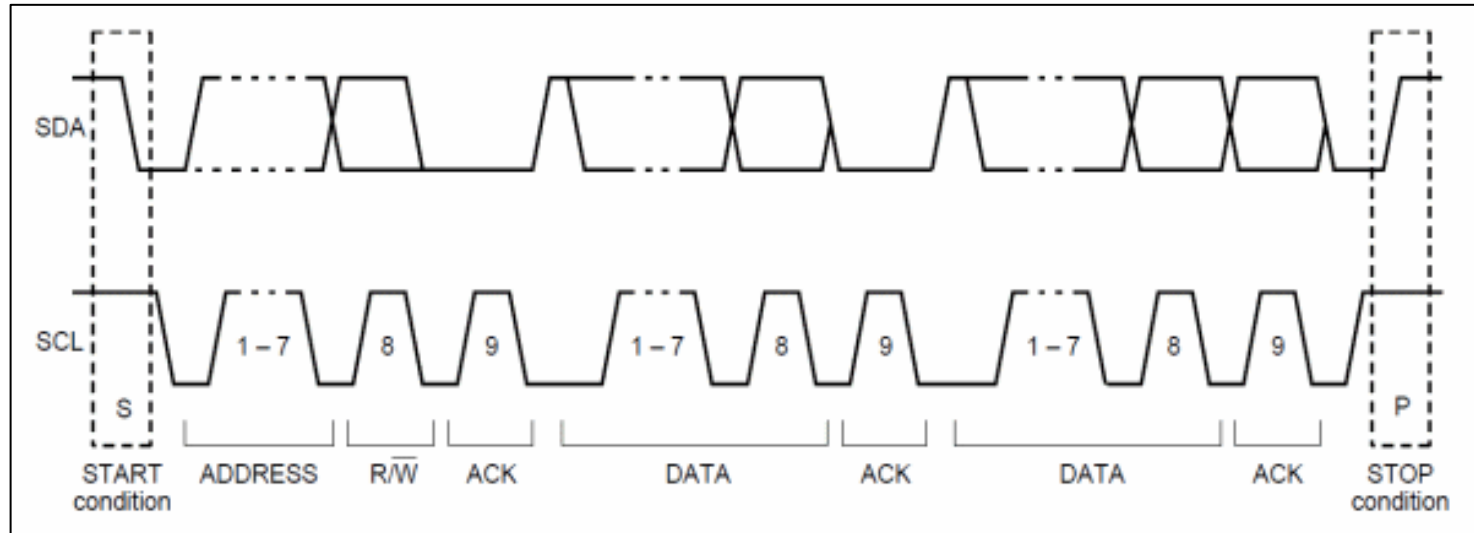 SDA
SCL
1 – 7
8
9
1 – 7
8
9
1 – 7
8
9
S
P
START
condition
ADDRESS
R/W̅
ACK
DATA
ACK
DATA
ACK
STOP
condition